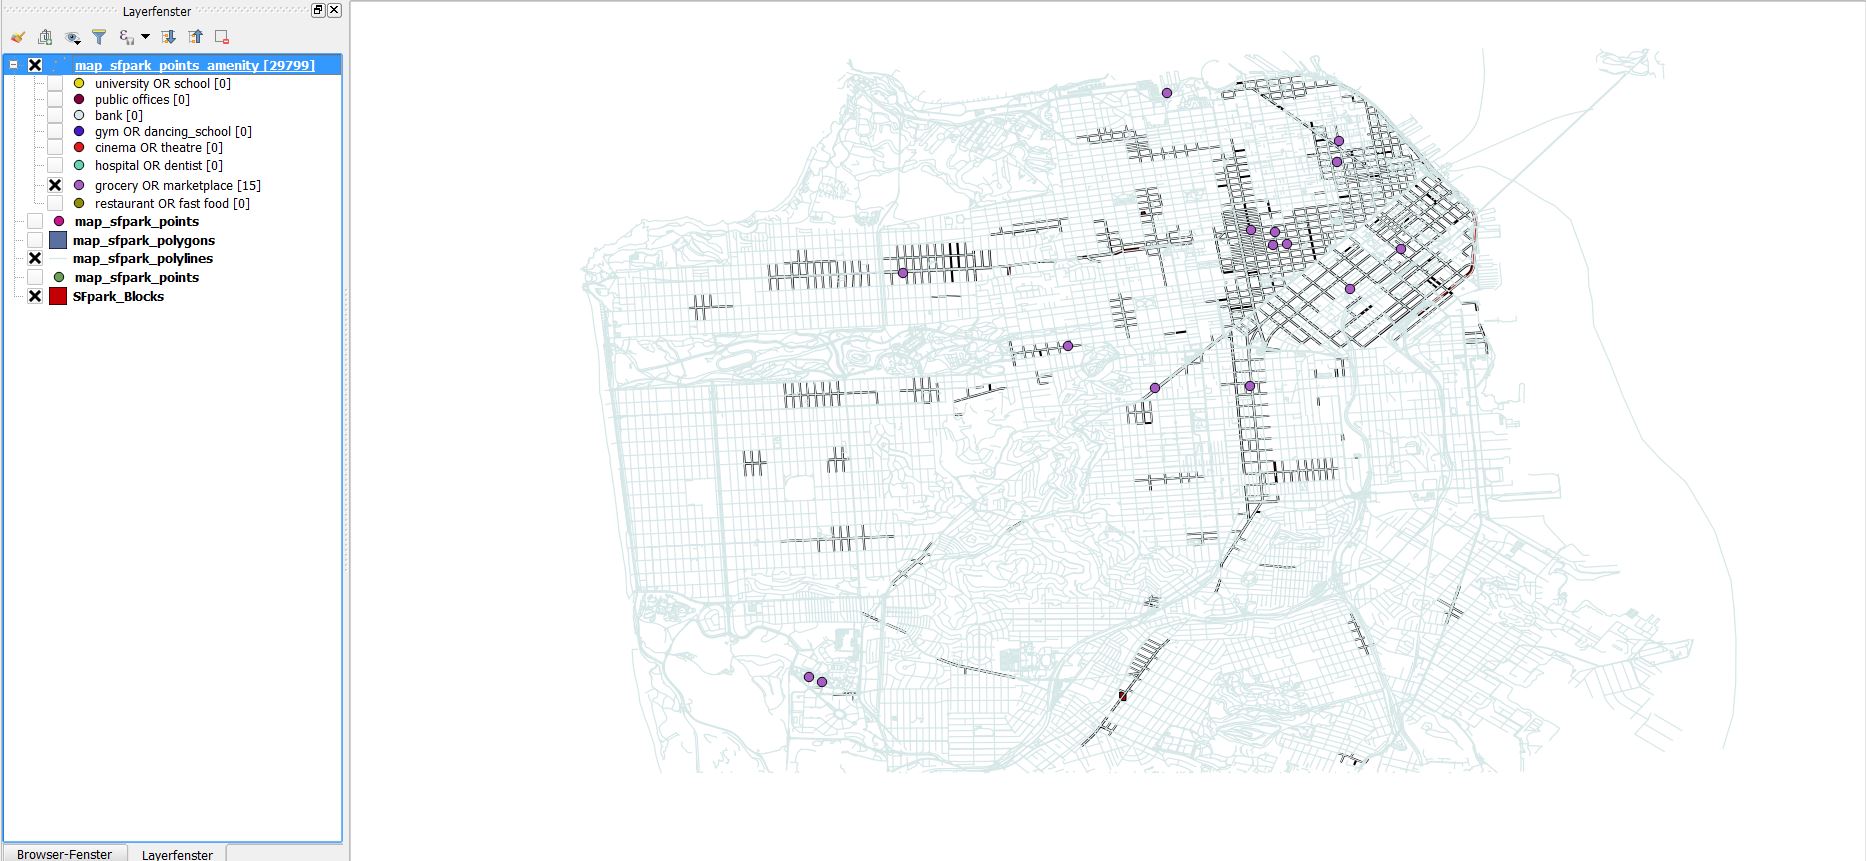 Layerfenster
map_sfpark_points_amenity [29799]
university OR school [0]
public offices [0]
bank [0]
gym OR dancing_school [0]
cinema OR theatre [0]
hospital OR dentist [0]
grocery OR marketplace [15]
restaurant OR fast food [0]
map_sfpark_points
map_sfpark_polygons
map_sfpark_polylines
map_sfpark_points
SFpark_Blocks
Browser-Fenster
Layerfenster